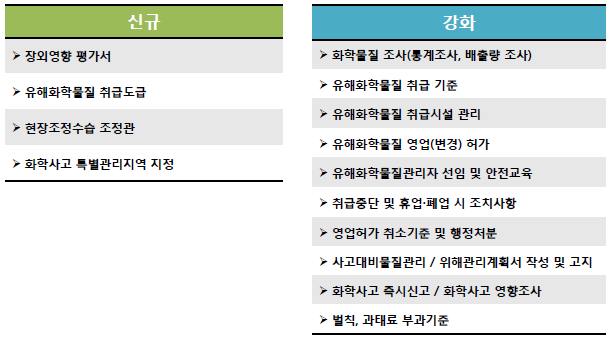 신규
➢ 장외영향 평가서
➢ 유해화학물질 취급도급
➢ 현장조정수습 조정관
➢ 화학사고 특별관리지역 지정
강화
➢ 화학물질 조사(통계조사, 배출량 조사)
➢ 유해화학물질 취급 기준
➢ 유해화학물질 취급시설 관리
➢ 유해화학물질 영업(변경) 허가
➢ 유해화학물질관리자 선임 및 안전교육
➢ 취급중단 및 휴업·폐업 시 조치사항
➢ 영업허가 취소기준 및 행정처분
➢ 사고대비물질관리 / 위해관리계획서 작성 및 고지
➢ 화학사고 즉시신고 / 화학사고 영향조사
➢ 벌칙, 과태료 부과기준